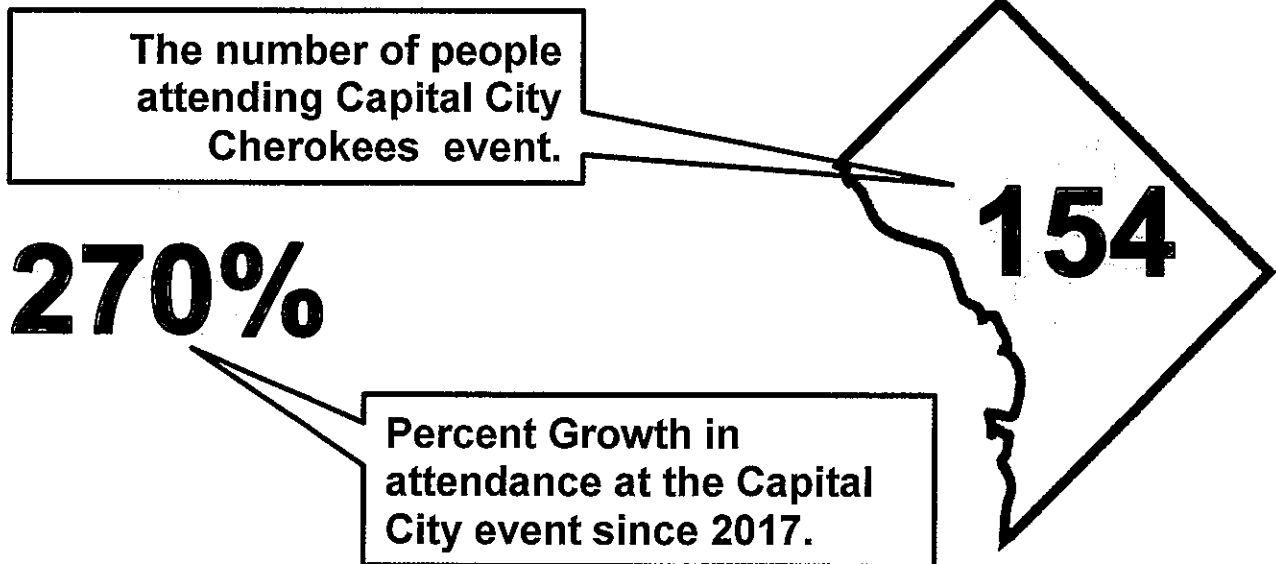 The number of people
attending Capital City
Cherokees event.
154
270%
Percent Growth in
attendance at the Capital
City event since 2017.